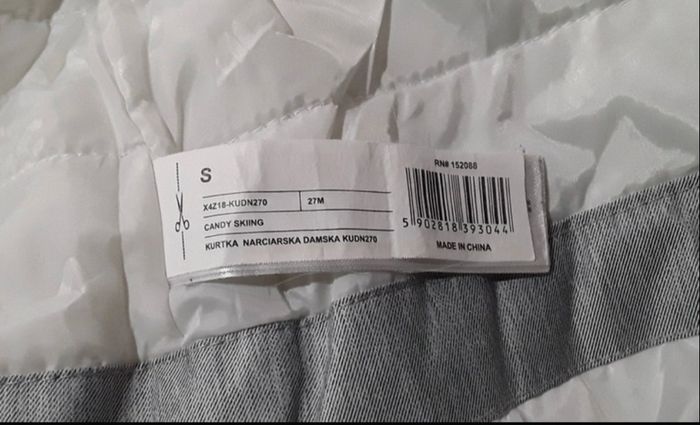 S
X4Z18-KUDN270 27M
CANDY SKIING
KURTKA NARCIARSKA DAMSKA KUDN270
RN# 152088
5 902818 393044
MADE IN CHINA